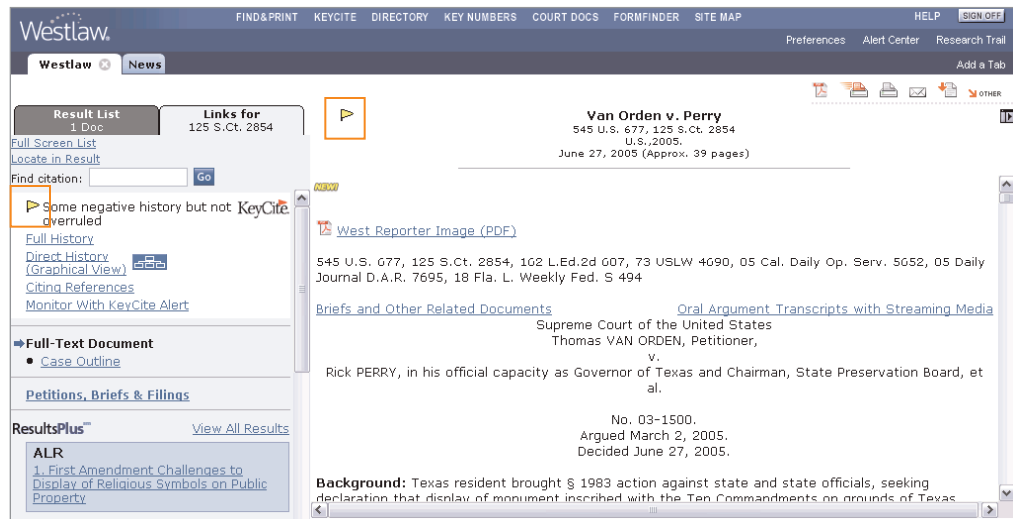 FIND&PRINT KEYCITE DIRECTORY KEY NUMBERS COURT DOCS FORMFINDER SITE MAP HELP SIGN OFF
Westlaw.
Preferences Alert Center Research Trail
Westlaw News Add a Tab
OTHER
Result List
1 Doc
Links for
125 S.Ct. 2854
Full Screen List
Locate in Result
Find citation: Go
Some negative history but not overruled KeyCite
Full History
Direct History
(Graphical View)
Citing References
Monitor With KeyCite Alert
Full-Text Document
• Case Outline
Petitions, Briefs & Filings
ResultsPlus™ View All Results
ALR
1. First Amendment Challenges to
Display of Religious Symbols on Public
Property
Van Orden v. Perry
545 U.S. 677, 125 S.Ct. 2854
U.S.,2005.
June 27, 2005 (Approx. 39 pages)
NEW!
West Reporter Image (PDF)
545 U.S. 677, 125 S.Ct. 2854, 162 L.Ed.2d 607, 73 USLW 4690, 05 Cal. Daily Op. Serv. 5652, 05 Daily
Journal D.A.R. 7695, 18 Fla. L. Weekly Fed. S 494
Briefs and Other Related Documents Oral Argument Transcripts with Streaming Media
Supreme Court of the United States
Thomas VAN ORDEN, Petitioner,
v.
Rick PERRY, in his official capacity as Governor of Texas and Chairman, State Preservation Board, et
al.
No. 03-1500.
Argued March 2, 2005.
Decided June 27, 2005.
Background: Texas resident brought § 1983 action against state and state officials, seeking
declaration that display of monument inscribed with the Ten Commandments on grounds of Texas